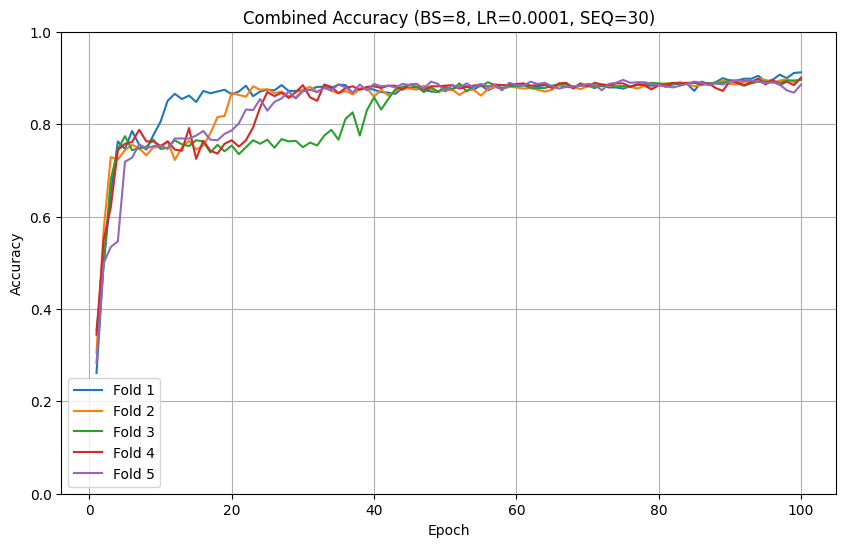 Combined Accuracy (BS=8, LR=0.0001, SEQ=30)
1.0
0.8
0.6
0.4
0.2
0.0
Accuracy
Fold 1
Fold 2
Fold 3
Fold 4
Fold 5
0 20 40 60 80 100
Epoch